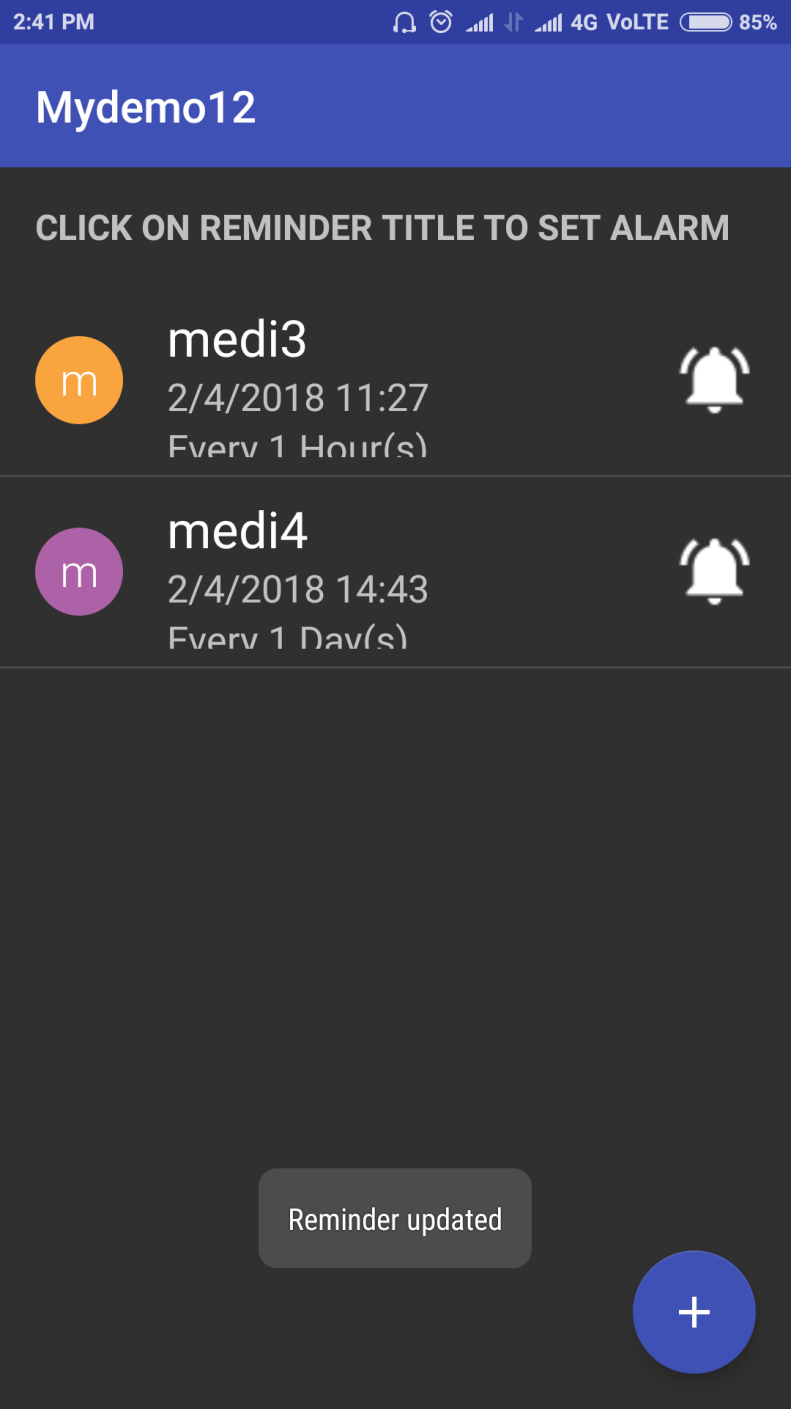 2:41 PM 4G VoLTE 85%
Mydemo12
CLICK ON REMINDER TITLE TO SET ALARM
m
medi3
2/4/2018 11:27
Every 1 Hour(s)
m
medi4
2/4/2018 14:43
Every 1 Day(s)
Reminder updated
+